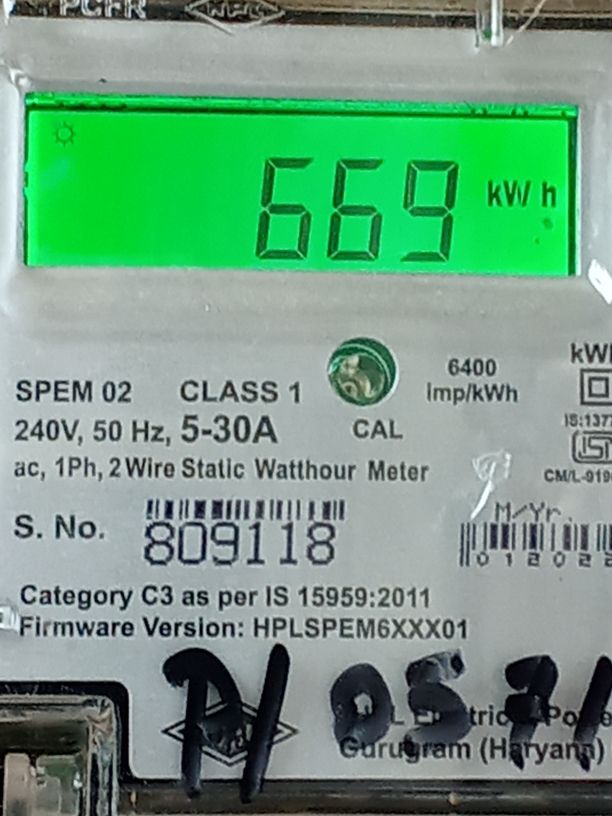 669 kWh
6400
imp/kWh
SPEM 02 CLASS 1
240V, 50 Hz, 5-30A
CAL
ac, 1Ph, 2 Wire Static Watthour Meter
M/Yr.
S. No. 809118
Category C3 as per IS 15959:2011
Firmware Version: HPLSPEM6XXX01
Gurugram (Haryana)